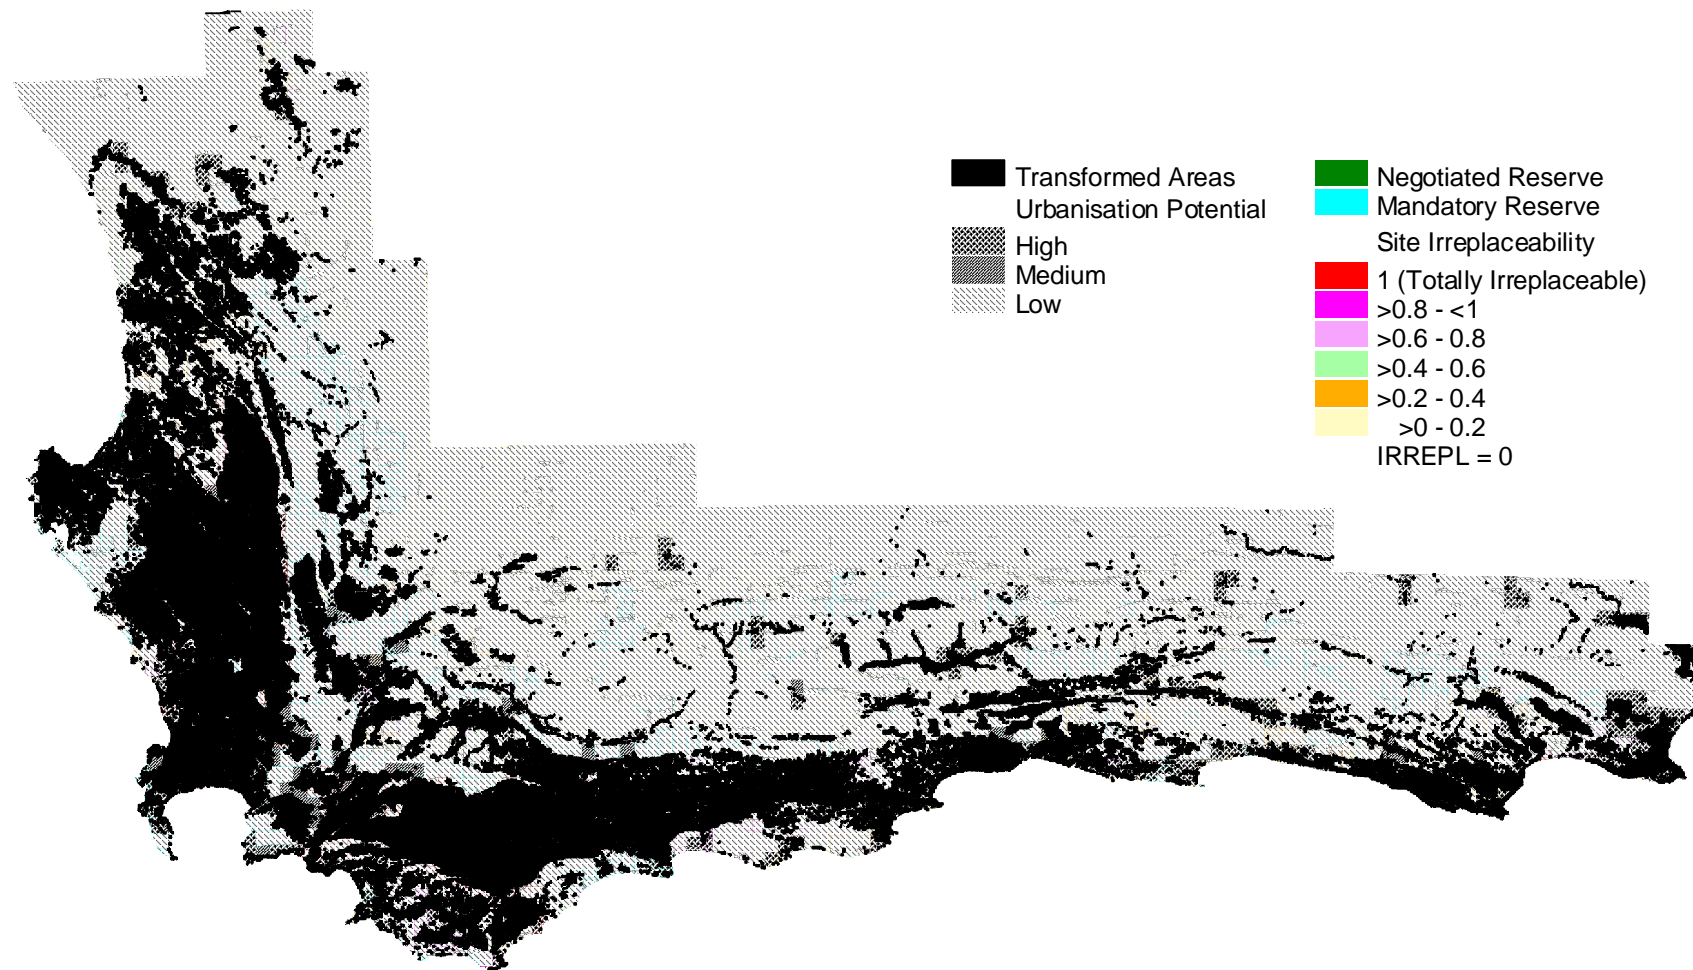 Transformed Areas
Urbanisation Potential
High
Medium
Low
Negotiated Reserve
Mandatory Reserve
Site Irreplaceability
1 (Totally Irreplaceable)
>0.8 - <1
>0.6 - 0.8
>0.4 - 0.6
>0.2 - 0.4
>0 - 0.2
IRREPL = 0